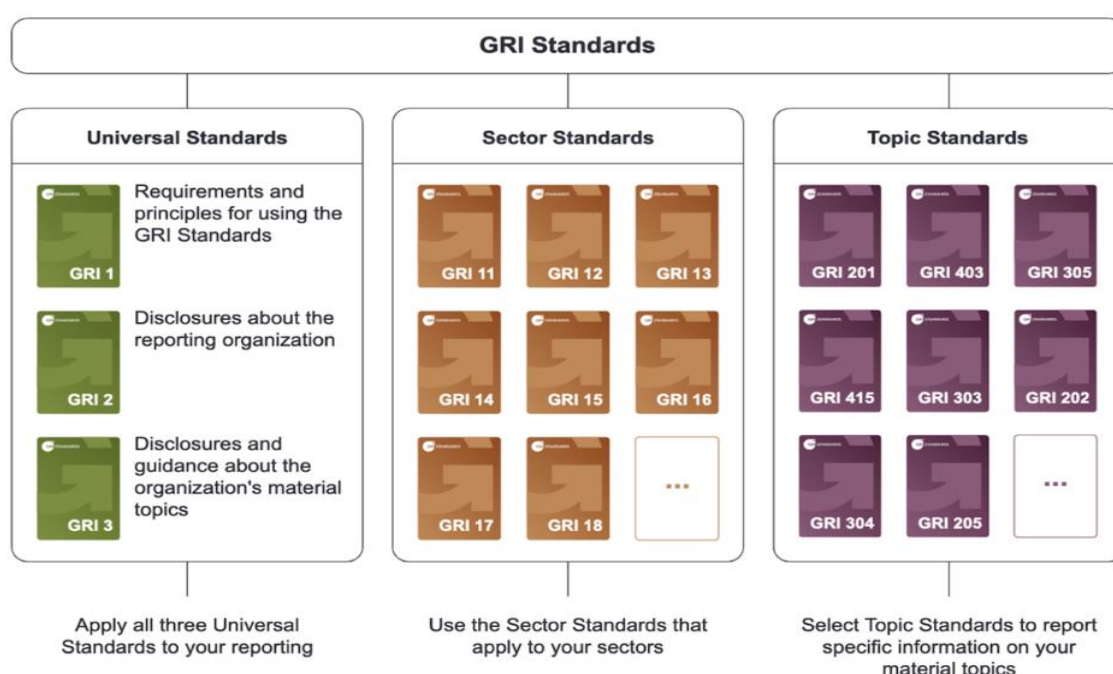 GRI Standards
Universal Standards
GRI 1
Requirements and
principles for using the
GRI Standards
GRI 2
Disclosures about the
reporting organization
GRI 3
Disclosures and
guidance about the
organization's material
topics
Apply all three Universal
Standards to your reporting
Sector Standards
GRI 11
GRI 12
GRI 13
GRI 14
GRI 15
GRI 16
GRI 17
GRI 18
...
Use the Sector Standards that
apply to your sectors
Topic Standards
GRI 201
GRI 403
GRI 305
GRI 415
GRI 303
GRI 202
GRI 304
GRI 205
...
Select Topic Standards to report
specific information on your
material topics